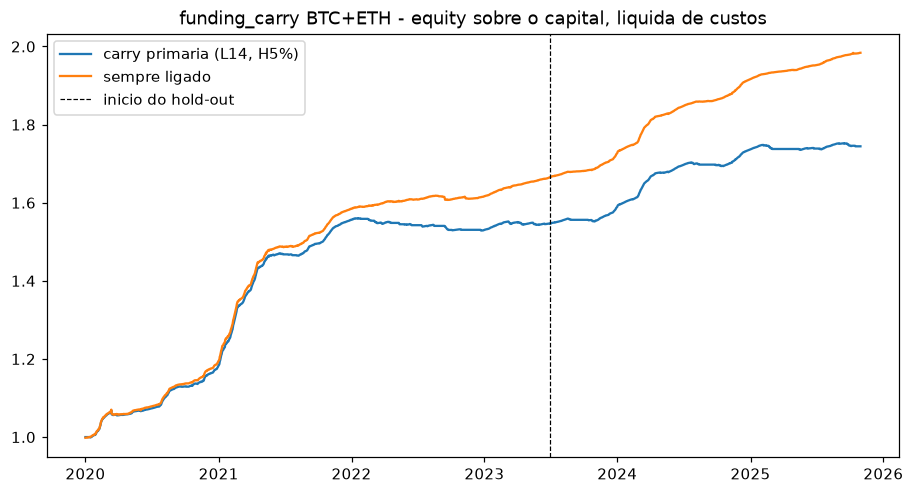 funding_carry BTC+ETH - equity sobre o capital, liquida de custos
carry primaria (L14, H5%)
sempre ligado
inicio do hold-out
2.0
1.8
1.6
1.4
1.2
1.0
2020 2021 2022 2023 2024 2025 2026